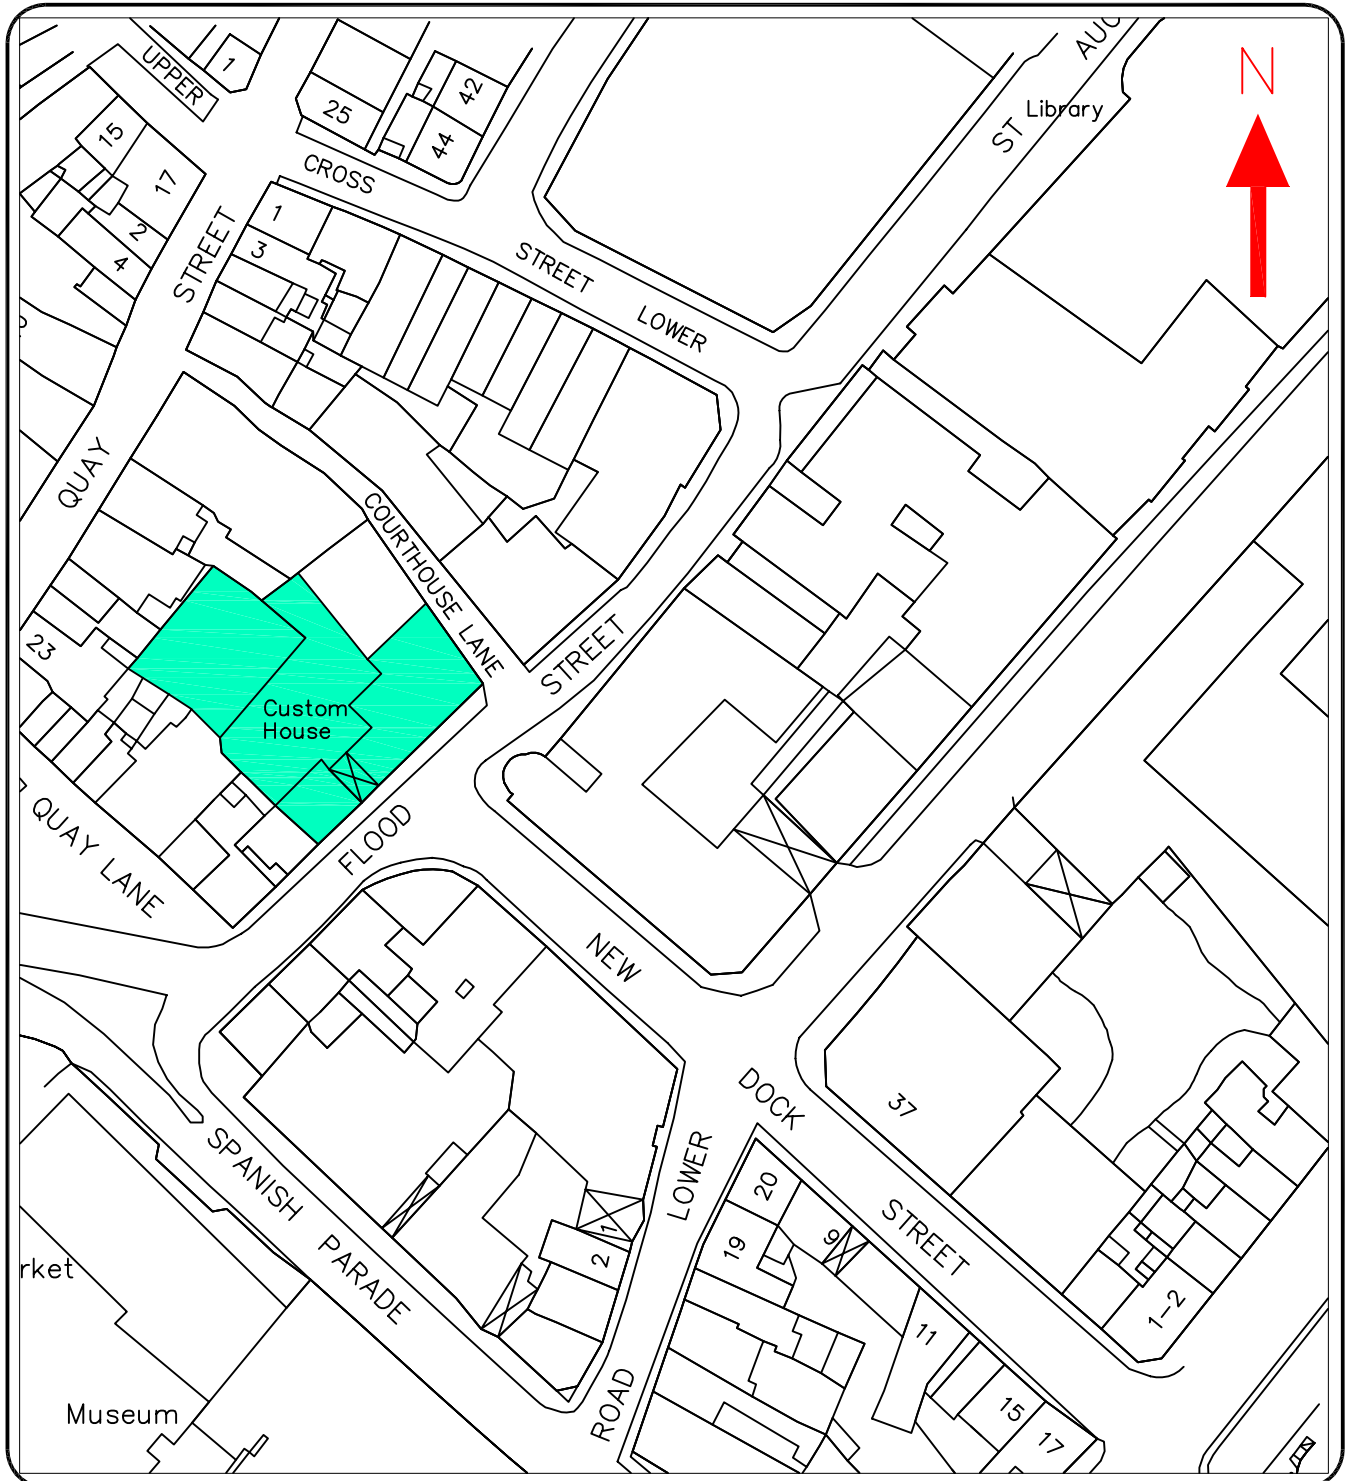 N
ST AUG
Library
UPPER
1
25
42
44
15
17
2
4
CROSS
STREET
LOWER
1
3
STREET
QUAY
COURTHOUSE LANE
23
Custom
House
STREET
FLOOD
QUAY LANE
NEW
DOCK
STREET
37
SPANISH
PARADE
LOWER
ROAD
1
2
20
19
9
11
15
17
1-2
rket
Museum